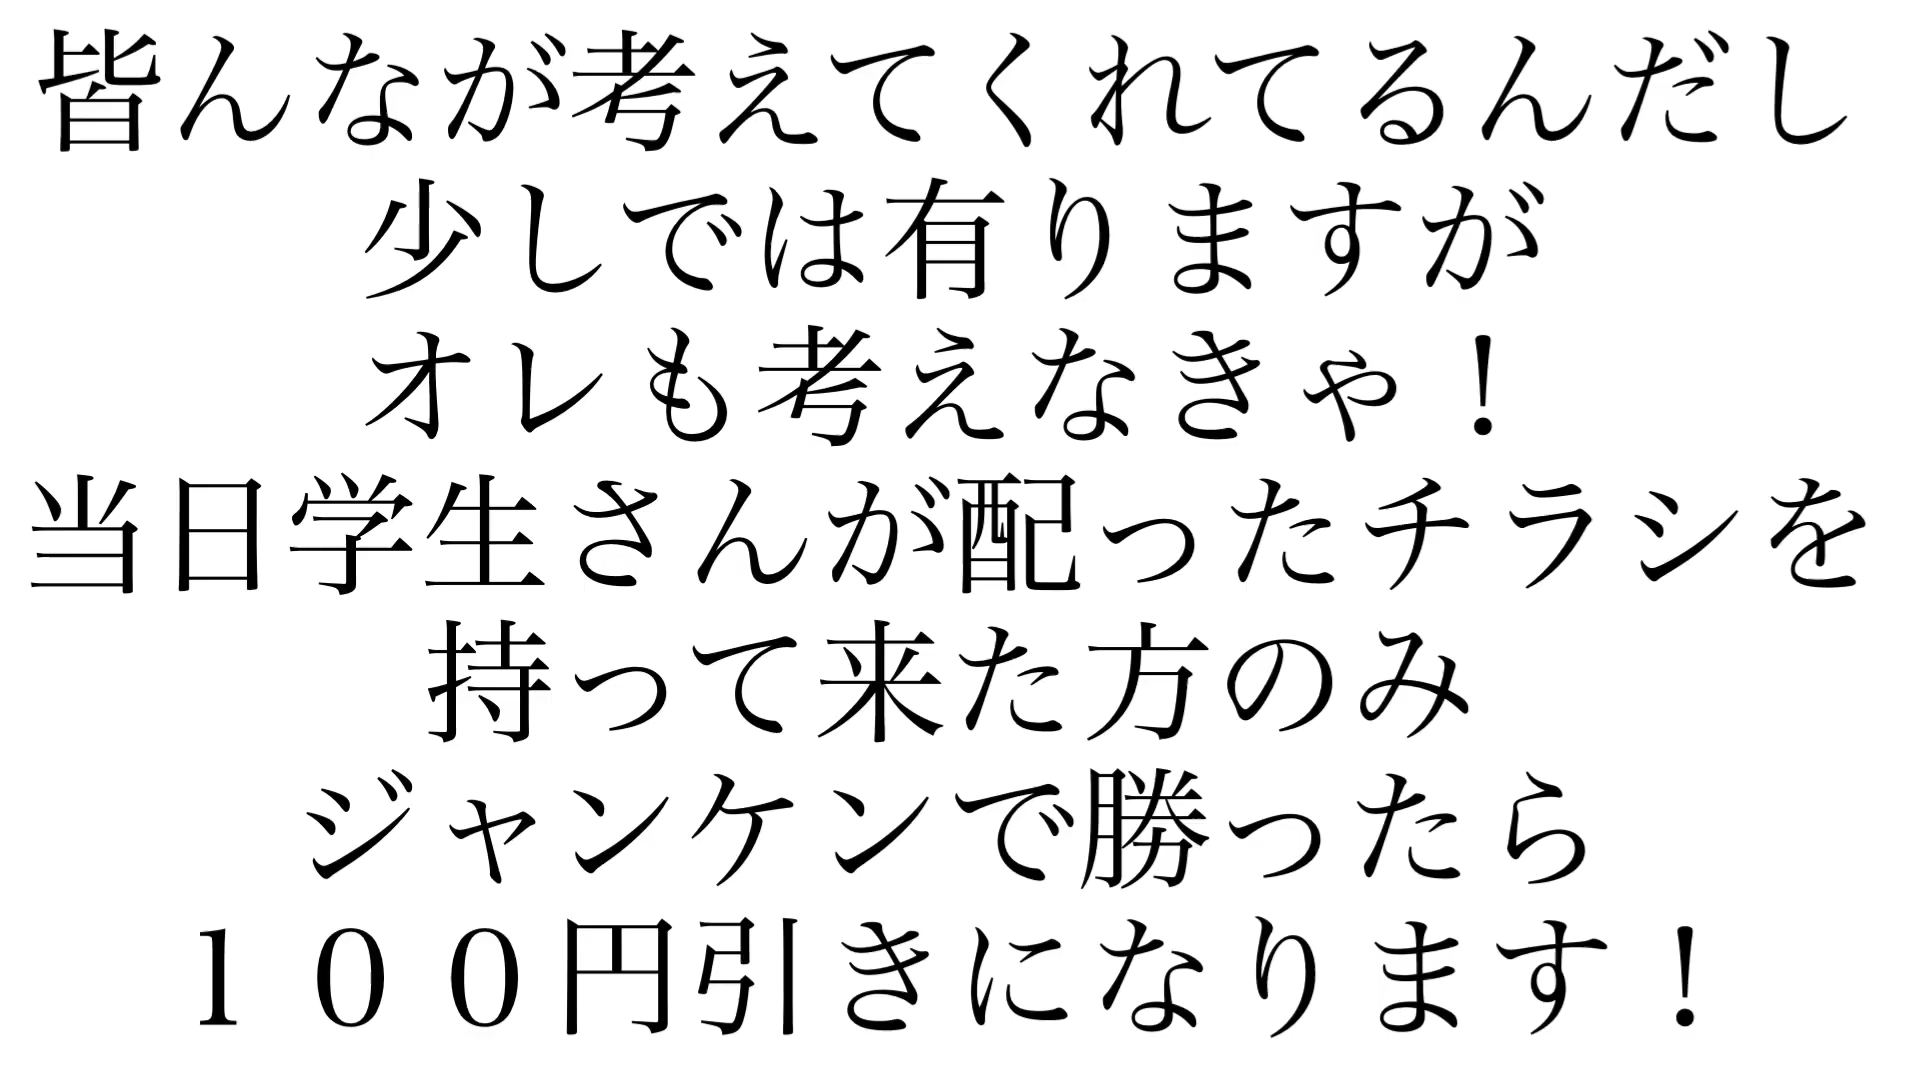 皆んなが考えてくれてるんだし
少しでは有りますが
オレも考えなきゃ！
当日学生さんが配ったチラシを
持って来た方のみ
ジャンケンで勝ったら
１００円引きになります！